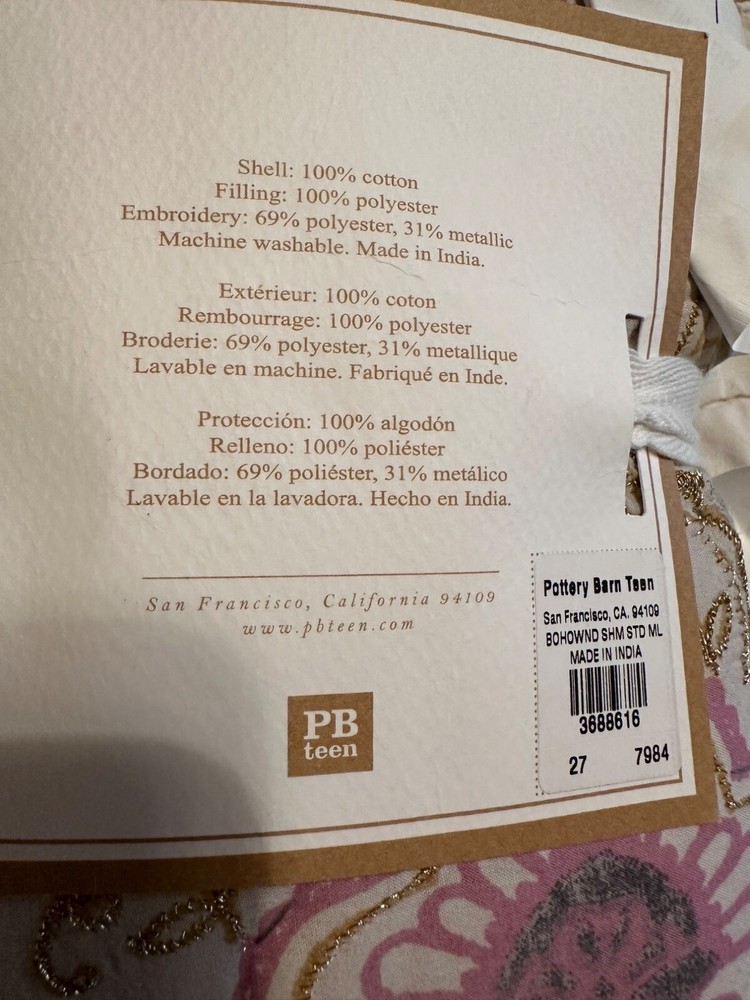 Shell: 100% cotton
Filling: 100% polyester
Embroidery: 69% polyester, 31% metallic
Machine washable. Made in India.
Extérieur: 100% coton
Rembourrage: 100% polyester
Broderie: 69% polyester, 31% metallique
Lavable en machine. Fabriqué en Inde.
Protección: 100% algodón
Relleno: 100% poliéster
Bordado: 69% poliéster, 31% metálico
Lavable en la lavadora. Hecho en India.
San Francisco, California 94109
www.pbteen.com
PB
teen
Pottery Barn Teen
San Francisco, CA. 94109
BOHOWND SHM STD ML
MADE IN INDIA
3688616
27 7984